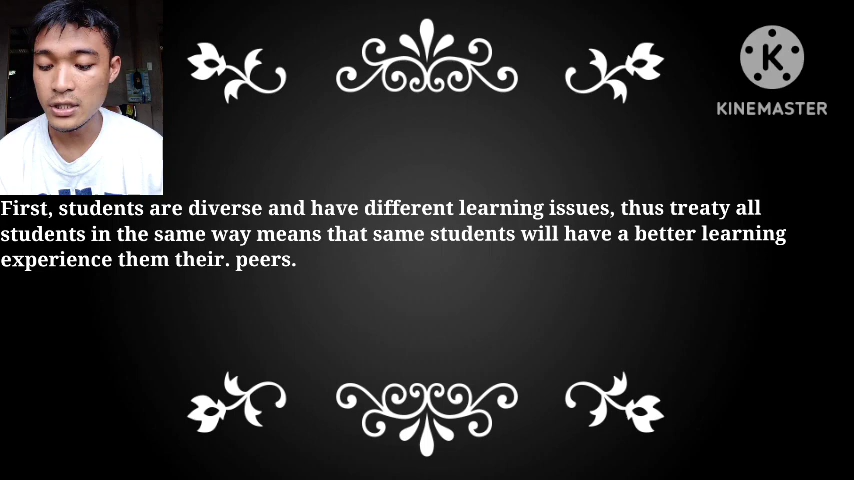 KINEMASTER
First, students are diverse and have different learning issues, thus treaty all
students in the same way means that same students will have a better learning
experience them their. peers.